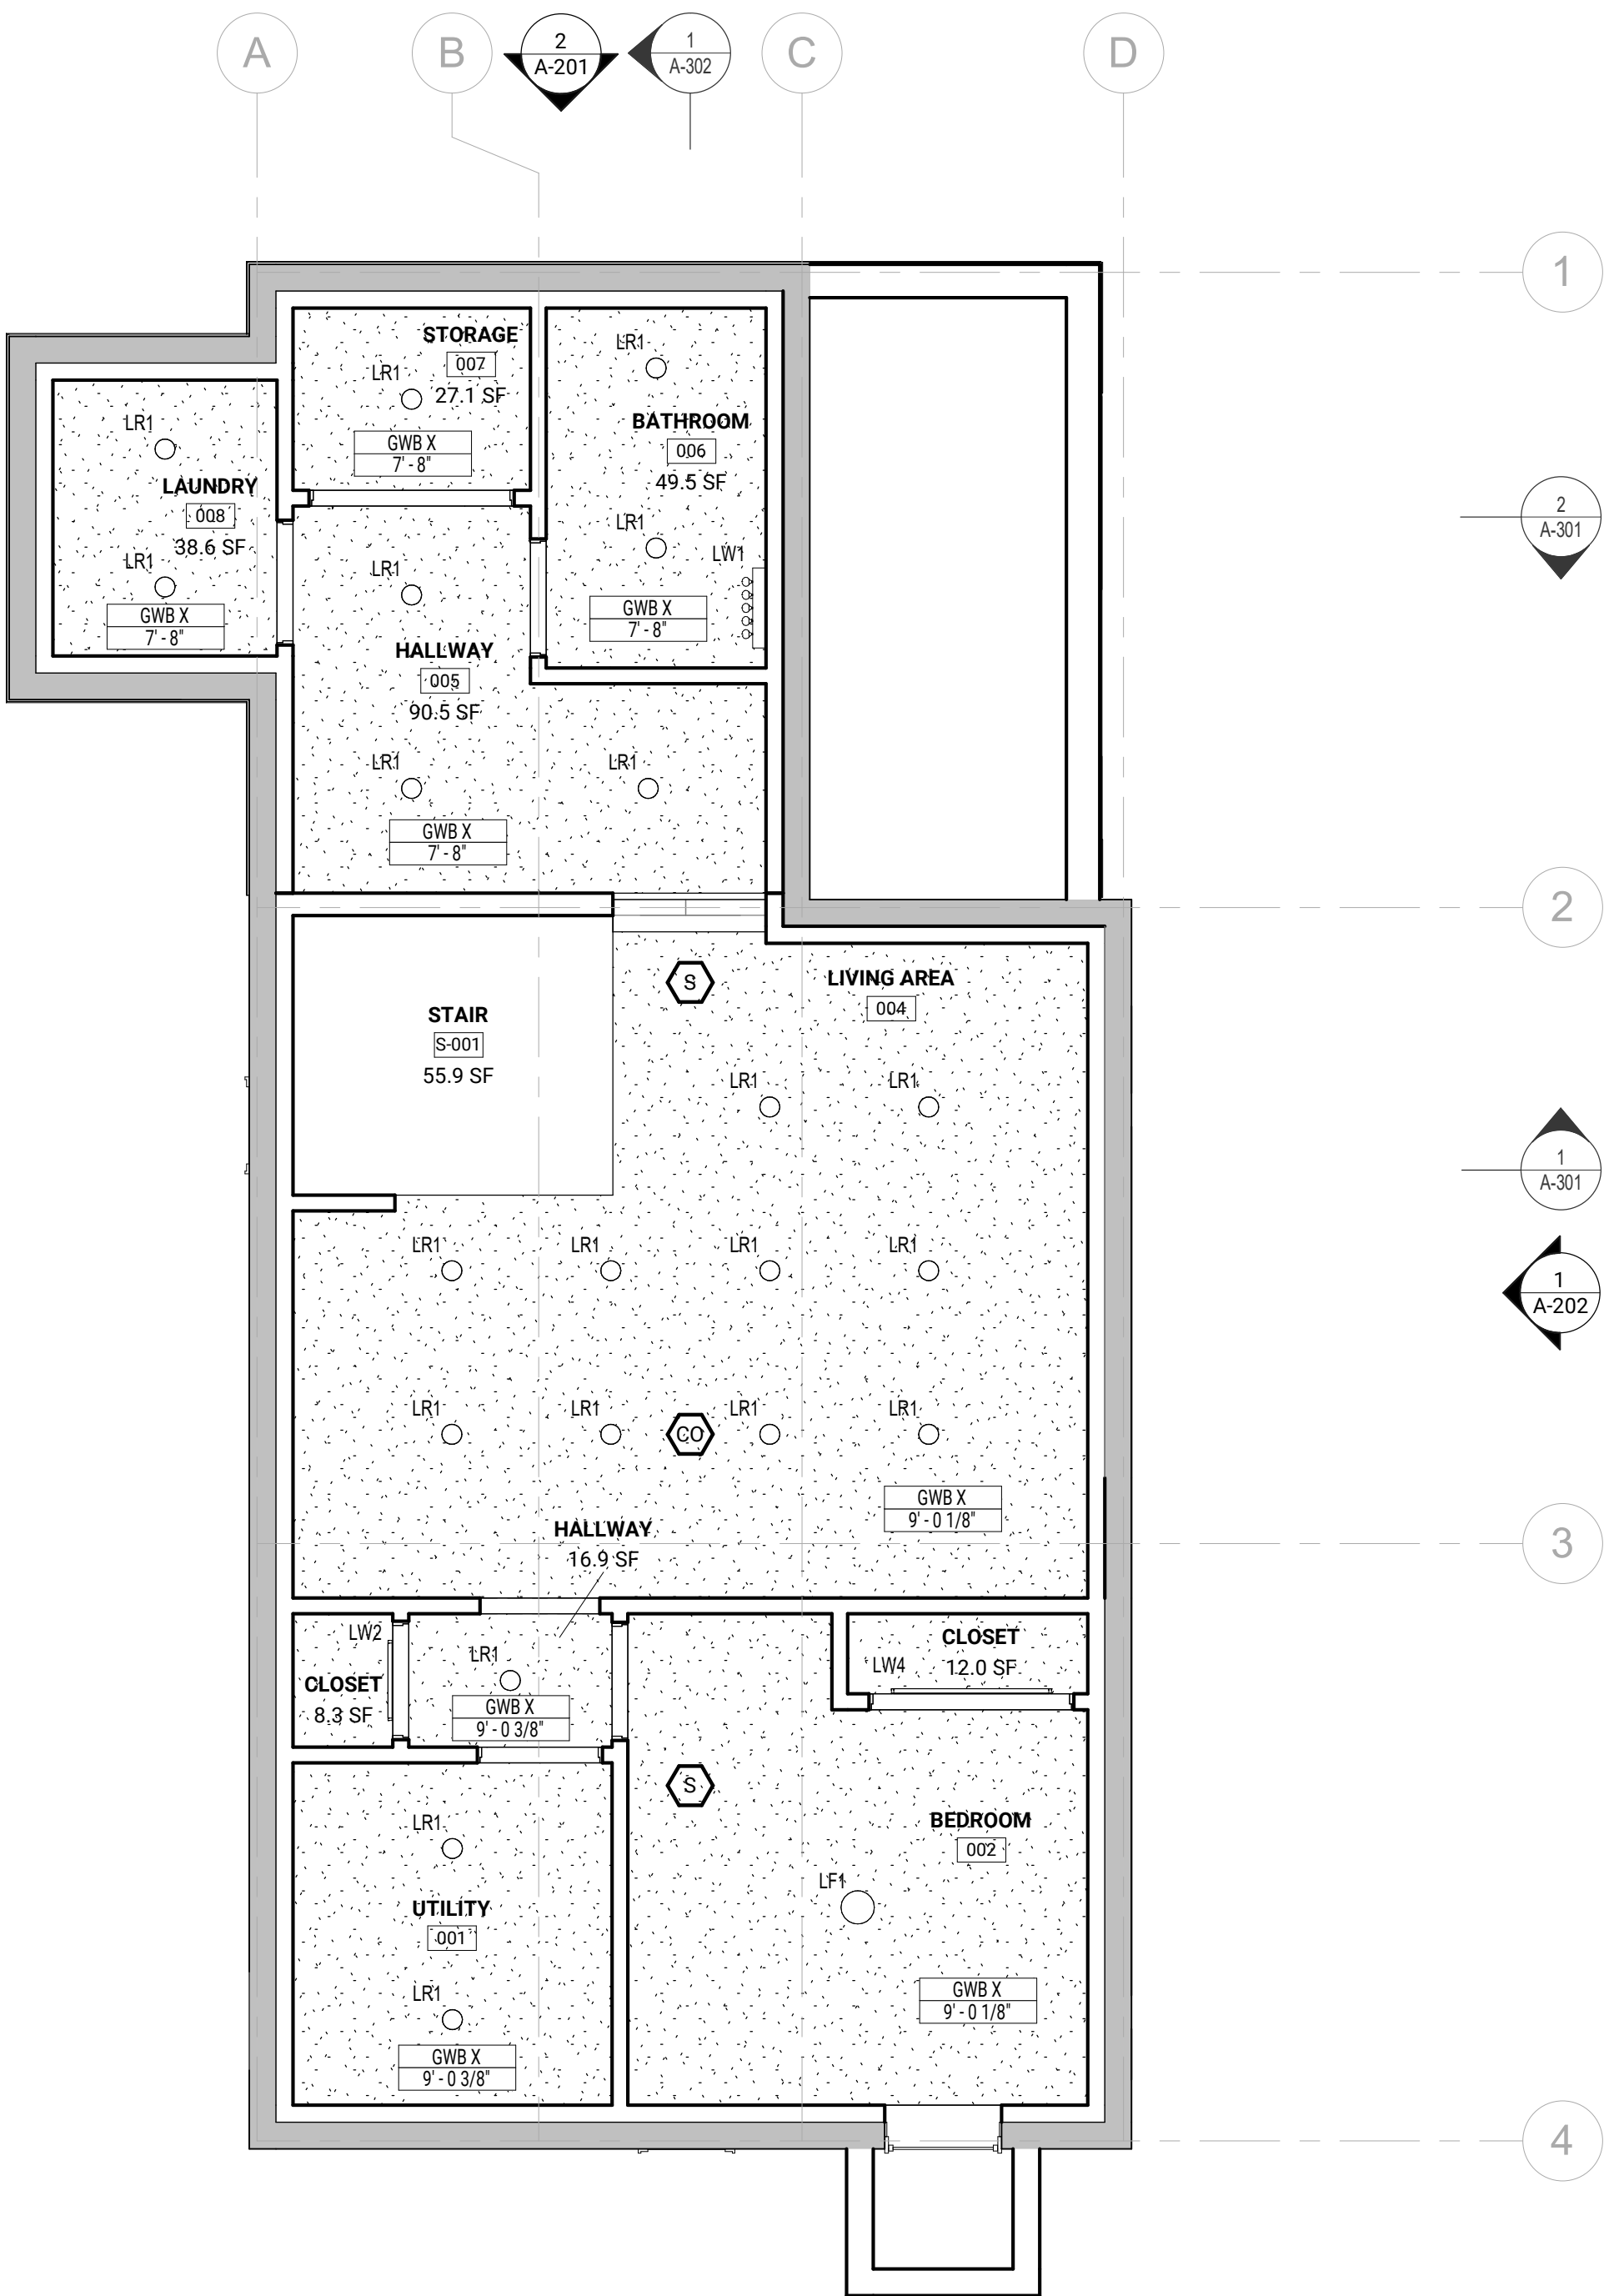 A
B
2
A-201
1
A-302
C
D
1
STORAGE
007
27.1 SF
LR1
GWB X
7' - 8"
LR1
BATHROOM
006
49.5 SF
LR1
LW1
GWB X
7' - 8"
LR1
LAUNDRY
008
38.6 SF
LR1
GWB X
7' - 8"
2
A-301
LR1
HALLWAY
005
90.5 SF
LR1
LR1
GWB X
7' - 8"
2
S
LIVING AREA
004
STAIR
S-001
55.9 SF
LR1
LR1
1
A-301
LR1
LR1
LR1
LR1
1
A-202
LR1
LR1
CO
LR1
LR1
GWB X
9' - 0 1/8"
HALLWAY
16.9 SF
3
LW2
CLOSET
8.3 SF
LR1
GWB X
9' - 0 3/8"
CLOSET
12.0 SF
LW4
S
BEDROOM
002
LF1
GWB X
9' - 0 1/8"
LR1
UTILITY
001
LR1
GWB X
9' - 0 3/8"
4